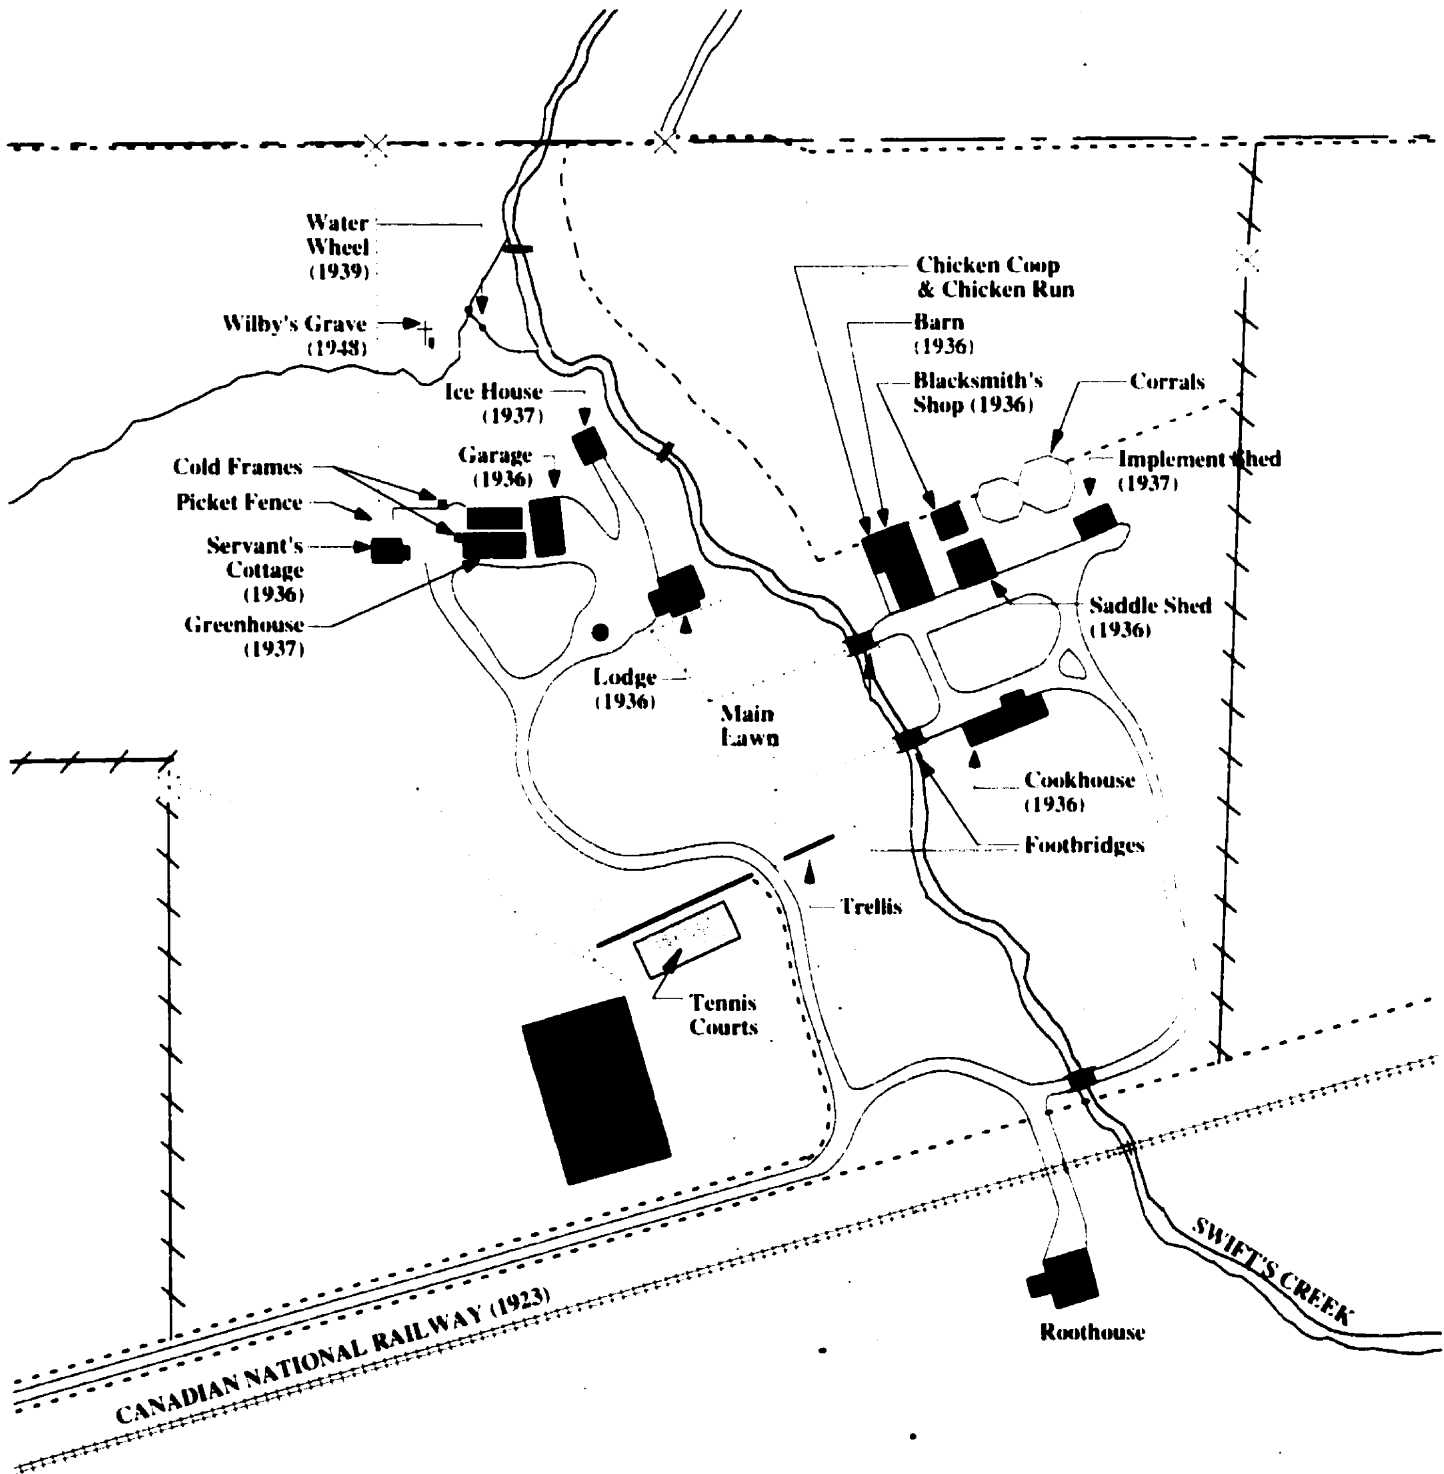 Water
Wheel
(1939)
Wilby's Grave
(1948)
Ice House
(1937)
Garage
(1936)
Cold Frames
Picket Fence
Servant's
Cottage
(1936)
Greenhouse
(1937)
Lodge
(1936)
Main
Lawn
Chicken Coop
& Chicken Run
Barn
(1936)
Blacksmith's
Shop (1936)
Corrals
Implement Shed
(1937)
Saddle Shed
(1936)
Cookhouse
(1936)
Footbridges
Trellis
Tennis
Courts
SWIFT'S CREEK
CANADIAN NATIONAL RAILWAY (1923)
Roothouse